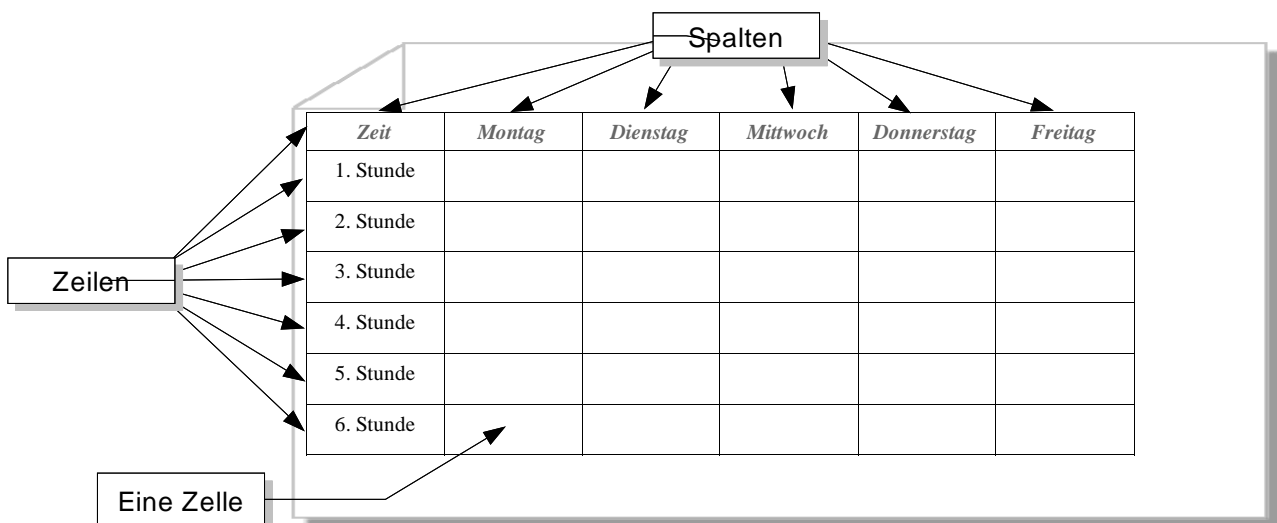 Spalten
Zeit Montag Dienstag Mittwoch Donnerstag Freitag
1. Stunde
2. Stunde
Zeilen
3. Stunde
4. Stunde
5. Stunde
6. Stunde
Eine Zelle